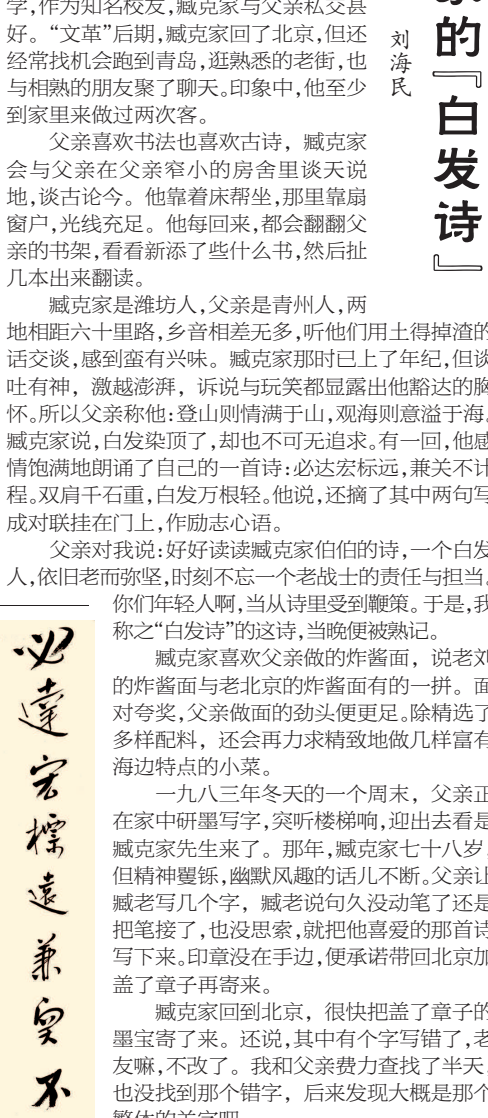 的『白发诗』
刘海民
学,作为知名校友,臧克家与父亲私交甚
好。“文革”后期,臧克家回了北京,但还
经常找机会跑到青岛,逛熟悉的老街,也
与相熟的朋友聚了聊天。印象中,他至少
到家里来做过两次客。
父亲喜欢书法也喜欢古诗，臧克家
会与父亲在父亲窄小的房舍里谈天说
地,谈古论今。他靠着床帮坐,那里靠扇
窗户,光线充足。他每回来,都会翻翻父
亲的书架,看看新添了些什么书,然后扯
几本出来翻读。
臧克家是潍坊人,父亲是青州人,两
地相距六十里路,乡音相差无多,听他们用土得掉渣的
话交谈,感到蛮有兴味。臧克家那时已上了年纪,但谈
吐有神，激越澎湃，诉说与玩笑都显露出他豁达的胸
怀。所以父亲称他:登山则情满于山,观海则意溢于海。
臧克家说,白发染顶了,却也不可无追求。有一回,他感
情饱满地朗诵了自己的一首诗:必达宏标远,兼关不计
程。双肩千石重,白发万根轻。他说,还摘了其中两句写
成对联挂在门上,作励志心语。
父亲对我说:好好读读臧克家伯伯的诗,一个白发
人,依旧老而弥坚,时刻不忘一个老战士的责任与担当。
你们年轻人啊,当从诗里受到鞭策。于是,我
称之“白发诗”的这诗,当晚便被熟记。
臧克家喜欢父亲做的炸酱面，说老刘
的炸酱面与老北京的炸酱面有的一拼。面
对夸奖,父亲做面的劲头便更足。除精选了
多样配料，还会再力求精致地做几样富有
海边特点的小菜。
一九八三年冬天的一个周末，父亲正
在家中研墨写字,突听楼梯响,迎出去看是
臧克家先生来了。那年,臧克家七十八岁,
但精神矍铄,幽默风趣的话儿不断。父亲让
臧老写几个字，臧老说句久没动笔了还是
把笔接了,也没思索,就把他喜爱的那首诗
写下来。印章没在手边,便承诺带回北京加
盖了章子再寄来。
臧克家回到北京，很快把盖了章子的
墨宝寄了来。还说,其中有个字写错了,老
友嘛,不改了。我和父亲费力查找了半天,
也没找到那个错字，后来发现大概是那个
繁体的关字吧。
必達宏標遠兼不